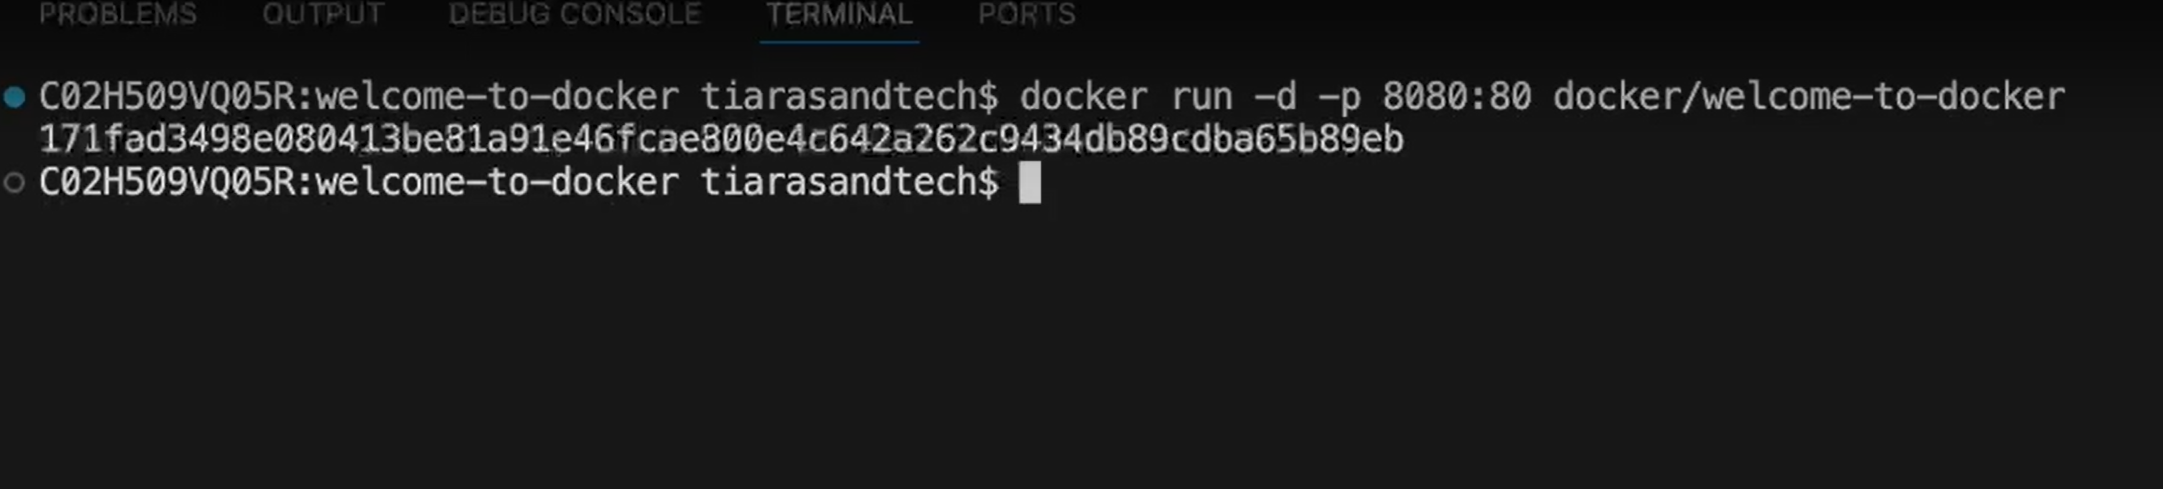 PROBLEMS OUTPUT DEBUG CONSOLE TERMINAL PORTS
C02H509VQ05R:welcome-to-docker tiarasandtech$ docker run -d -p 8080:80 docker/welcome-to-docker
171fad3498e080413be81a91e46fcae800e4c642a262c9434db89cdba65b89eb
C02H509VQ05R:welcome-to-docker tiarasandtech$